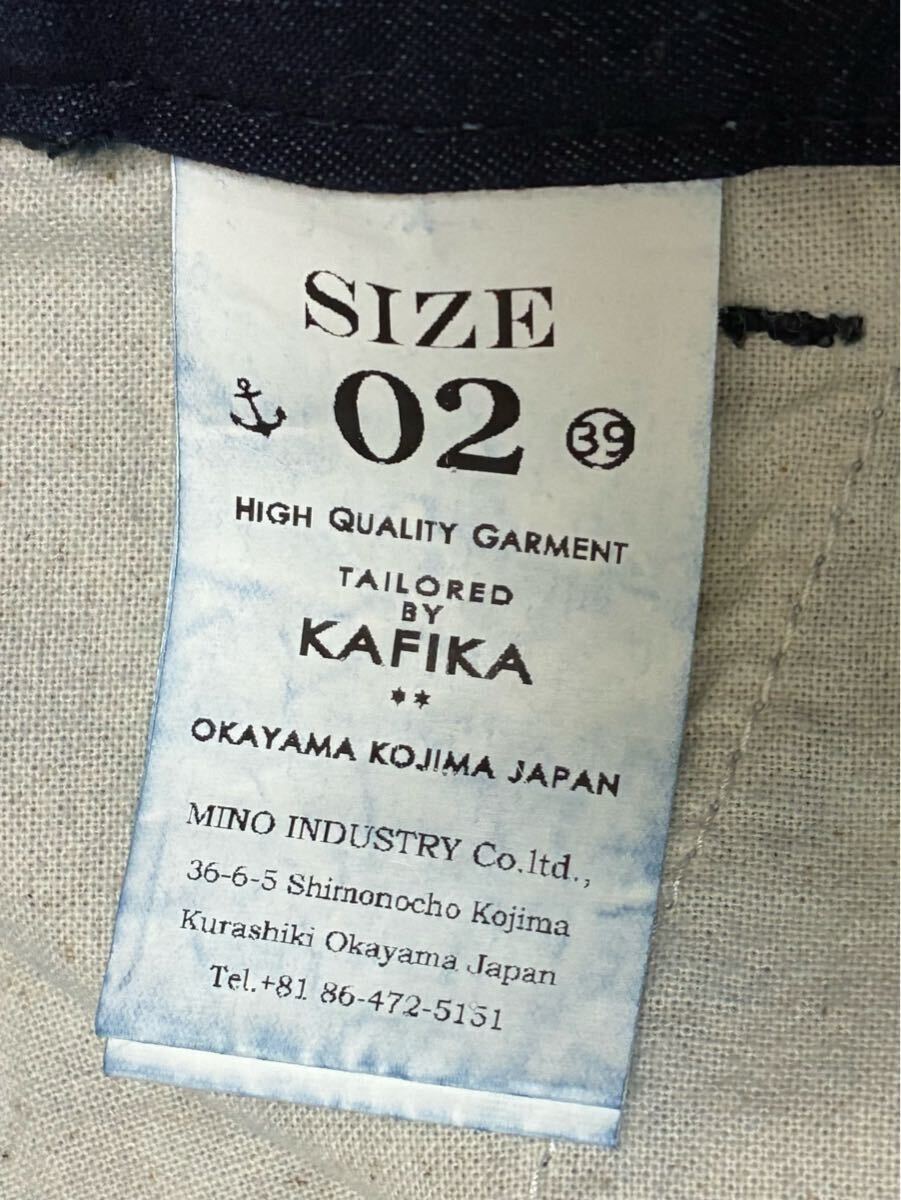 SIZE
02 39
HIGH QUALITY GARMENT
TAILORED
BY
KAFIKA
**
OKAYAMA KOJIMA JAPAN
MINO INDUSTRY Co.ltd.,
36-6-5 Shimonocho Kojima
Kurashiki Okayama Japan
Tel.+81 86-472-5151